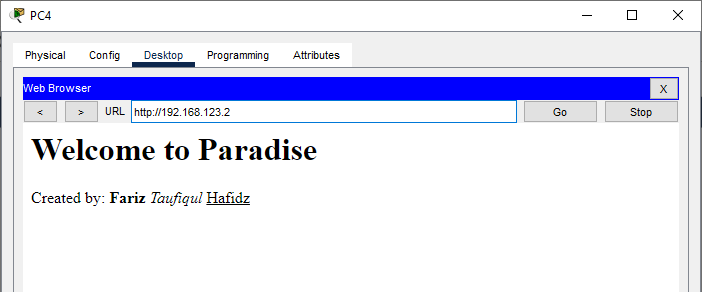 PC4
Physical Config Desktop Programming Attributes
Web Browser X
< > URL http://192.168.123.2 Go Stop
Welcome to Paradise
Created by: Fariz Taufiqul Hafidz